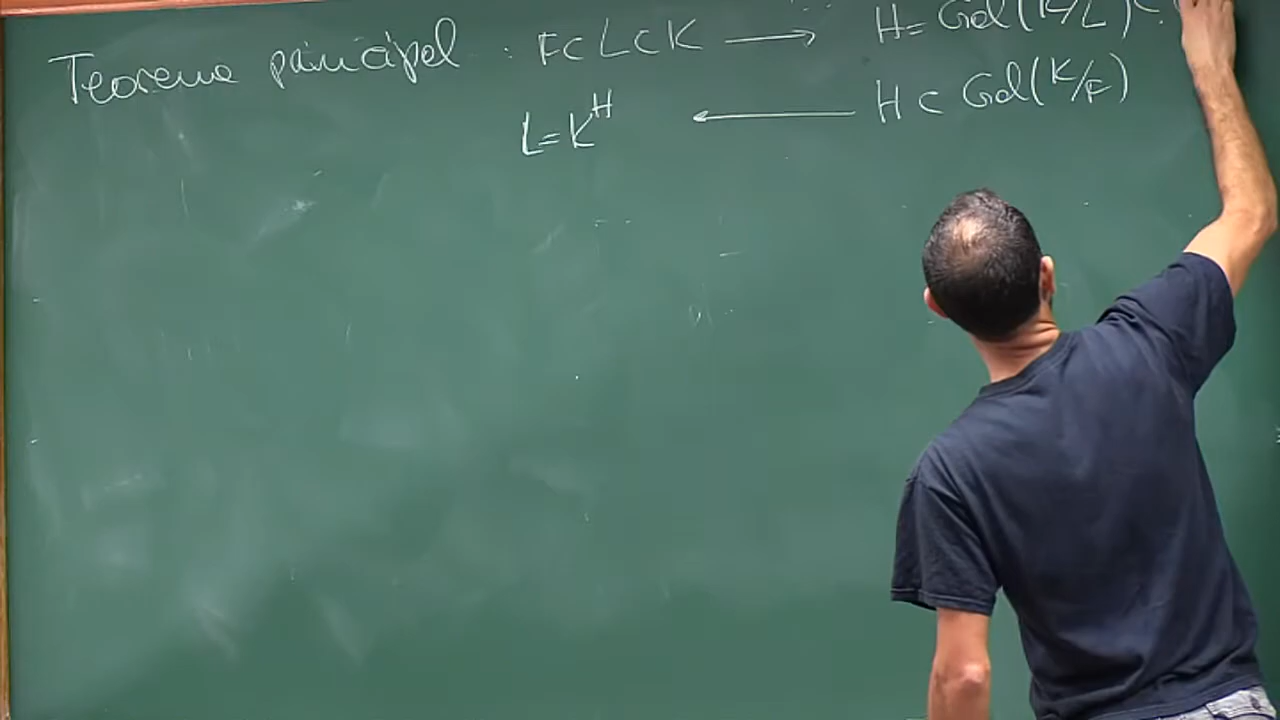 Teorema principal : F ⊂ L ⊂ K ⟶ H = Gal(K/L) ⊂
L = K^H ⟵ H ⊂ Gal(K/F)